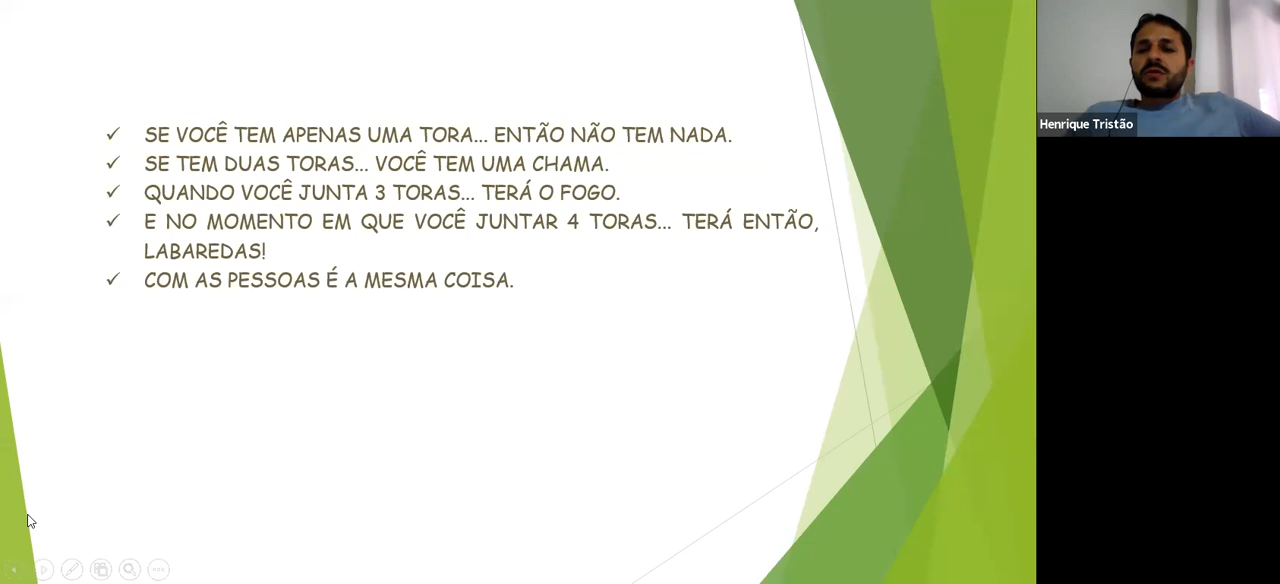 SE VOCÊ TEM APENAS UMA TORA... ENTÃO NÃO TEM NADA.
SE TEM DUAS TORAS... VOCÊ TEM UMA CHAMA.
QUANDO VOCÊ JUNTA 3 TORAS... TERÁ O FOGO.
E NO MOMENTO EM QUE VOCÊ JUNTAR 4 TORAS... TERÁ ENTÃO,
LABAREDAS!
COM AS PESSOAS É A MESMA COISA.
Henrique Tristão